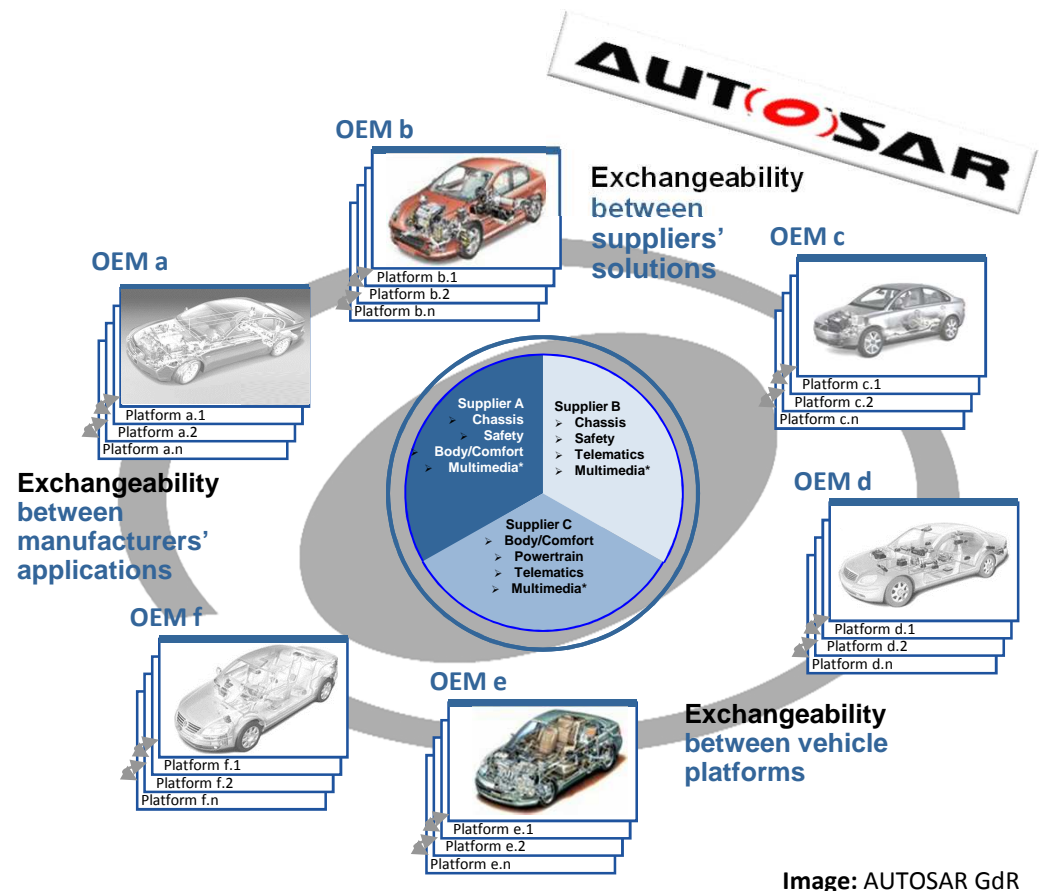 AUTOSAR
OEM b
Exchangeability
between
suppliers’
solutions
OEM c
OEM a
Platform b.1
Platform b.2
Platform b.n
Platform c.1
Platform c.2
Platform c.n
Platform a.1
Platform a.2
Platform a.n
Supplier A
➢ Chassis
➢ Safety
➢ Body/Comfort
➢ Multimedia*
Supplier B
➢ Chassis
➢ Safety
➢ Telematics
➢ Multimedia*
Supplier C
➢ Body/Comfort
➢ Powertrain
➢ Telematics
➢ Multimedia*
Exchangeability
between
manufacturers’
applications
OEM d
Platform d.1
Platform d.2
Platform d.n
OEM f
Platform f.1
Platform f.2
Platform f.n
OEM e
Platform e.1
Platform e.2
Platform e.n
Exchangeability
between vehicle
platforms
Image: AUTOSAR GdR